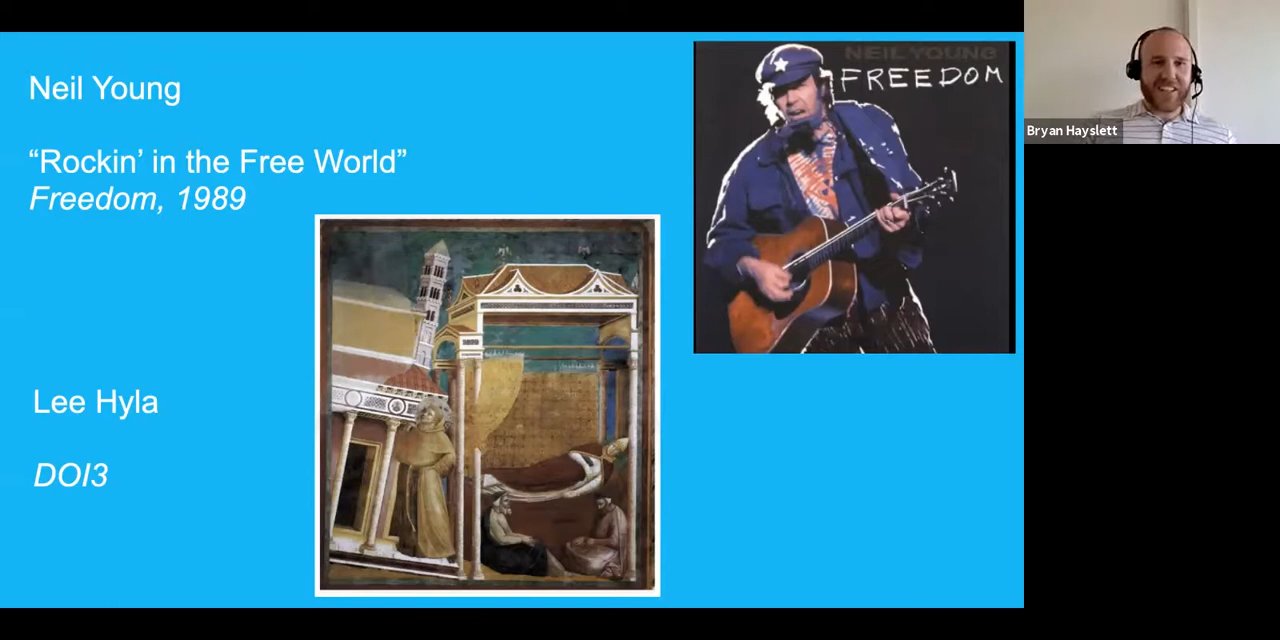 Neil Young
“Rockin’ in the Free World”
Freedom, 1989
NEIL YOUNG
FREEDOM
Lee Hyla
DOI3
Bryan Hayslett